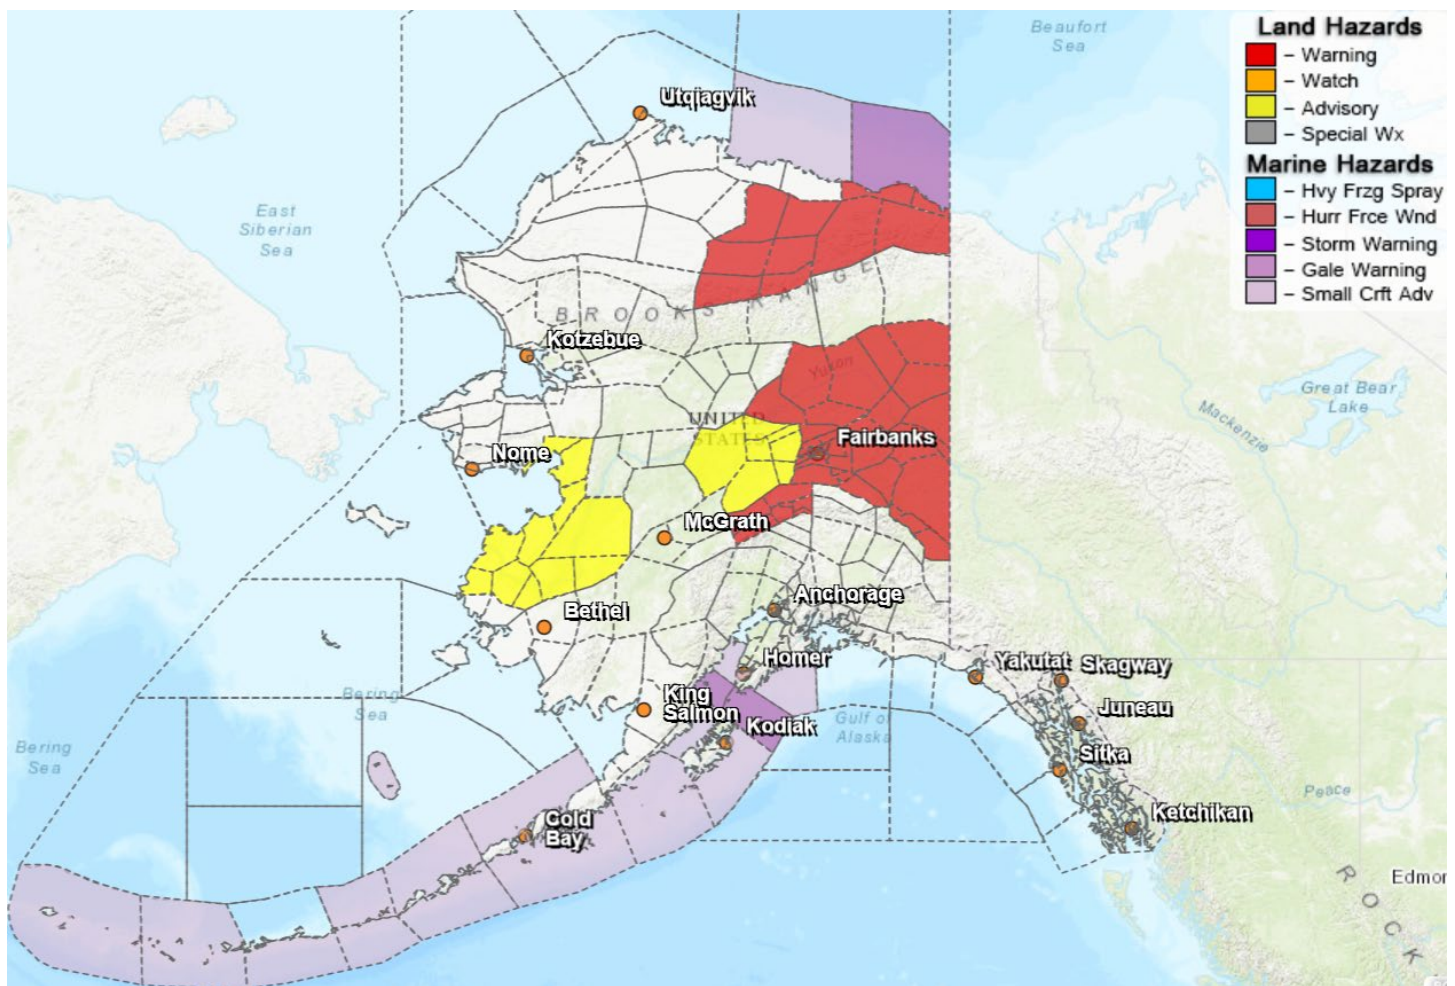 Land Hazards
– Warning
– Watch
– Advisory
– Special Wx
Marine Hazards
– Hvy Frzg Spray
– Hurr Frce Wnd
– Storm Warning
– Gale Warning
– Small Crft Adv
Beaufort
Sea
Utqiagvik
East
Siberian
Sea
BROOKS RANGE
Kotzebue
Yukon
Great Bear
Lake
Mackenzie
UNITED
STATES
Fairbanks
Nome
McGrath
Anchorage
Bethel
Homer
Yakutat
Skagway
Bering
Sea
King
Salmon
Kodiak
Gulf of
Alaska
Juneau
Bering
Sea
Sitka
Peace
Cold
Bay
Ketchikan
Edmor
ROCK